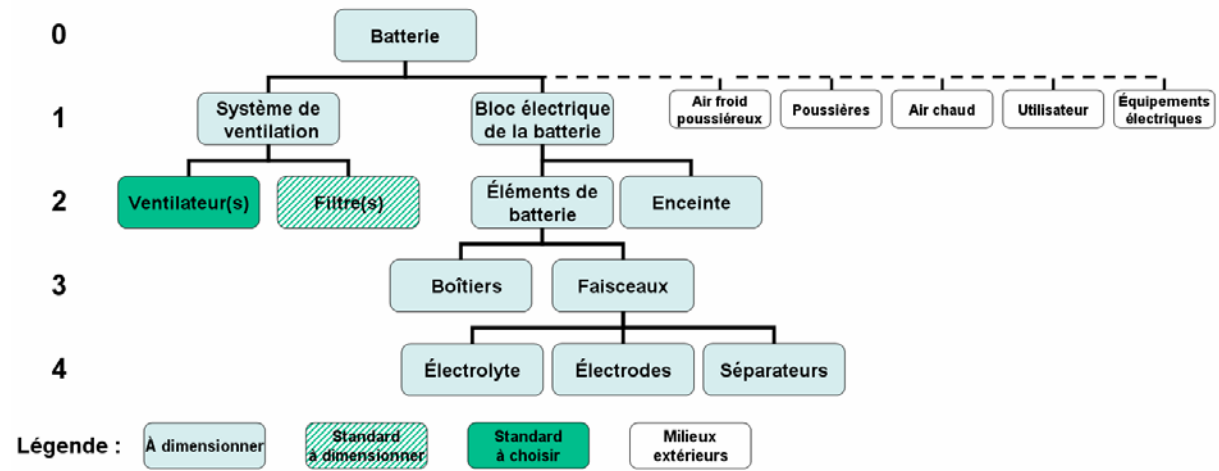 0
Batterie
1
Système de
ventilation
Bloc électrique
de la batterie
Air froid
poussiéreux
Poussières
Air chaud
Utilisateur
Équipements
électriques
2
Ventilateur(s)
Filtre(s)
Éléments de
batterie
Enceinte
3
Boîtiers
Faisceaux
4
Électrolyte
Électrodes
Séparateurs
Légende :
À dimensionner
Standard
à dimensionner
Standard
à choisir
Milieux
extérieurs